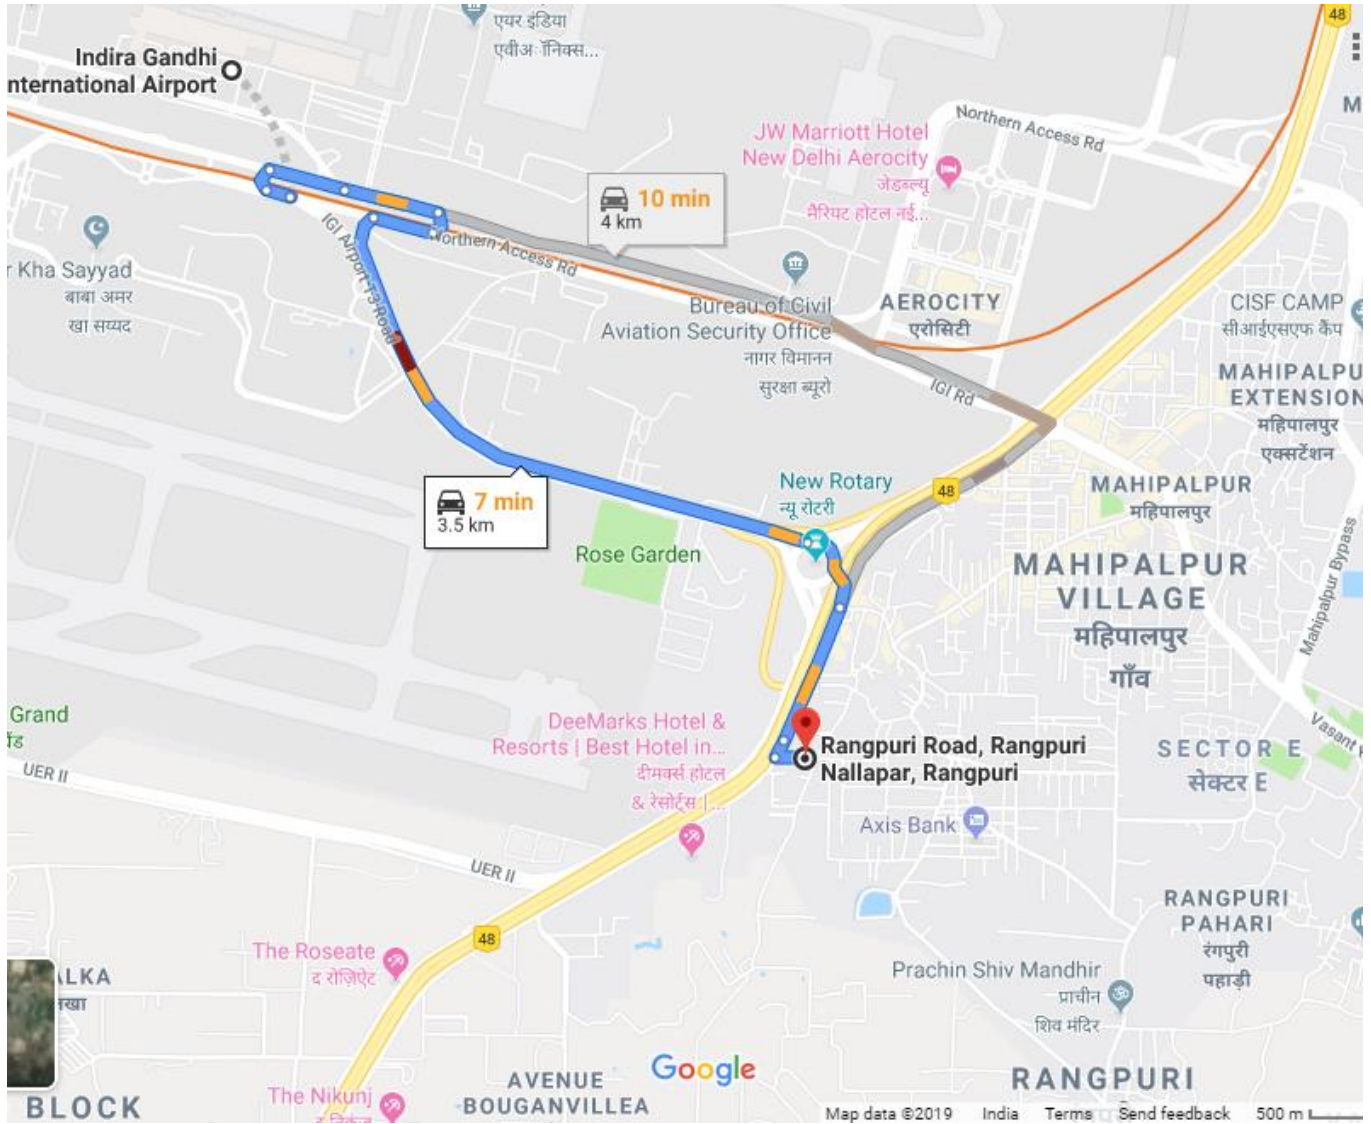 48
एयर इंडिया
एवीअ ॉनिक्स...
Indira Gandhi
nternational Airport
M
Northern Access Rd
JW Marriott Hotel
New Delhi Aerocity
जेडब्ल्यू
मैरियट होटल नई...
10 min
4 km
IGI Airport T3 Road
Northern Access Rd
r Kha Sayyad
बाबा अमर
खा सय्यद
Bureau of Civil
Aviation Security Office
नागर विमानन
सुरक्षा ब्यूरो
AEROCITY
एरोसिटी
CISF CAMP
सीआईएसएफ कैंप
IGI Rd
MAHIPALPU
EXTENSION
महिपालपुर
एक्सटेंशन
7 min
3.5 km
New Rotary
न्यू रोटरी
48
MAHIPALPUR
महिपालपुर
Rose Garden
MAHIPALPUR
VILLAGE
महिपालपुर
गाँव
Mahipalpur Bypass
Grand
UER II
DeeMarks Hotel &
Resorts | Best Hotel in...
दीमार्क्स होटल
& रेसोर्ट्स |...
Rangpuri Road, Rangpuri
Nallapar, Rangpuri
SECTOR E
सेक्टर E
Vasant
Axis Bank
UER II
RANGPURI
PAHARI
रंगपुरी
पहाड़ी
48
The Roseate
द रोज़िऐट
ALKA
Prachin Shiv Mandhir
प्राचीन
शिव मंदिर
Google
RANGPURI
AVENUE
BOUGANVILLEA
The Nikunj
BLOCK
Map data ©2019
India
Terms
Send feedback
500 m